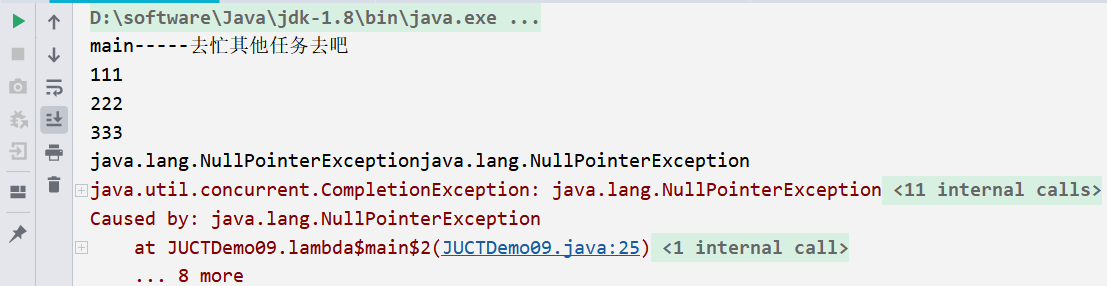 D:\software\Java\jdk-1.8\bin\java.exe ...
main-----去忙其他任务去吧
111
222
333
java.lang.NullPointerExceptionjava.lang.NullPointerException
java.util.concurrent.CompletionException: java.lang.NullPointerException <11 internal calls>
Caused by: java.lang.NullPointerException
    at JUCTDemo09.lambda$main$2(JUCTDemo09.java:25) <1 internal call>
    ... 8 more